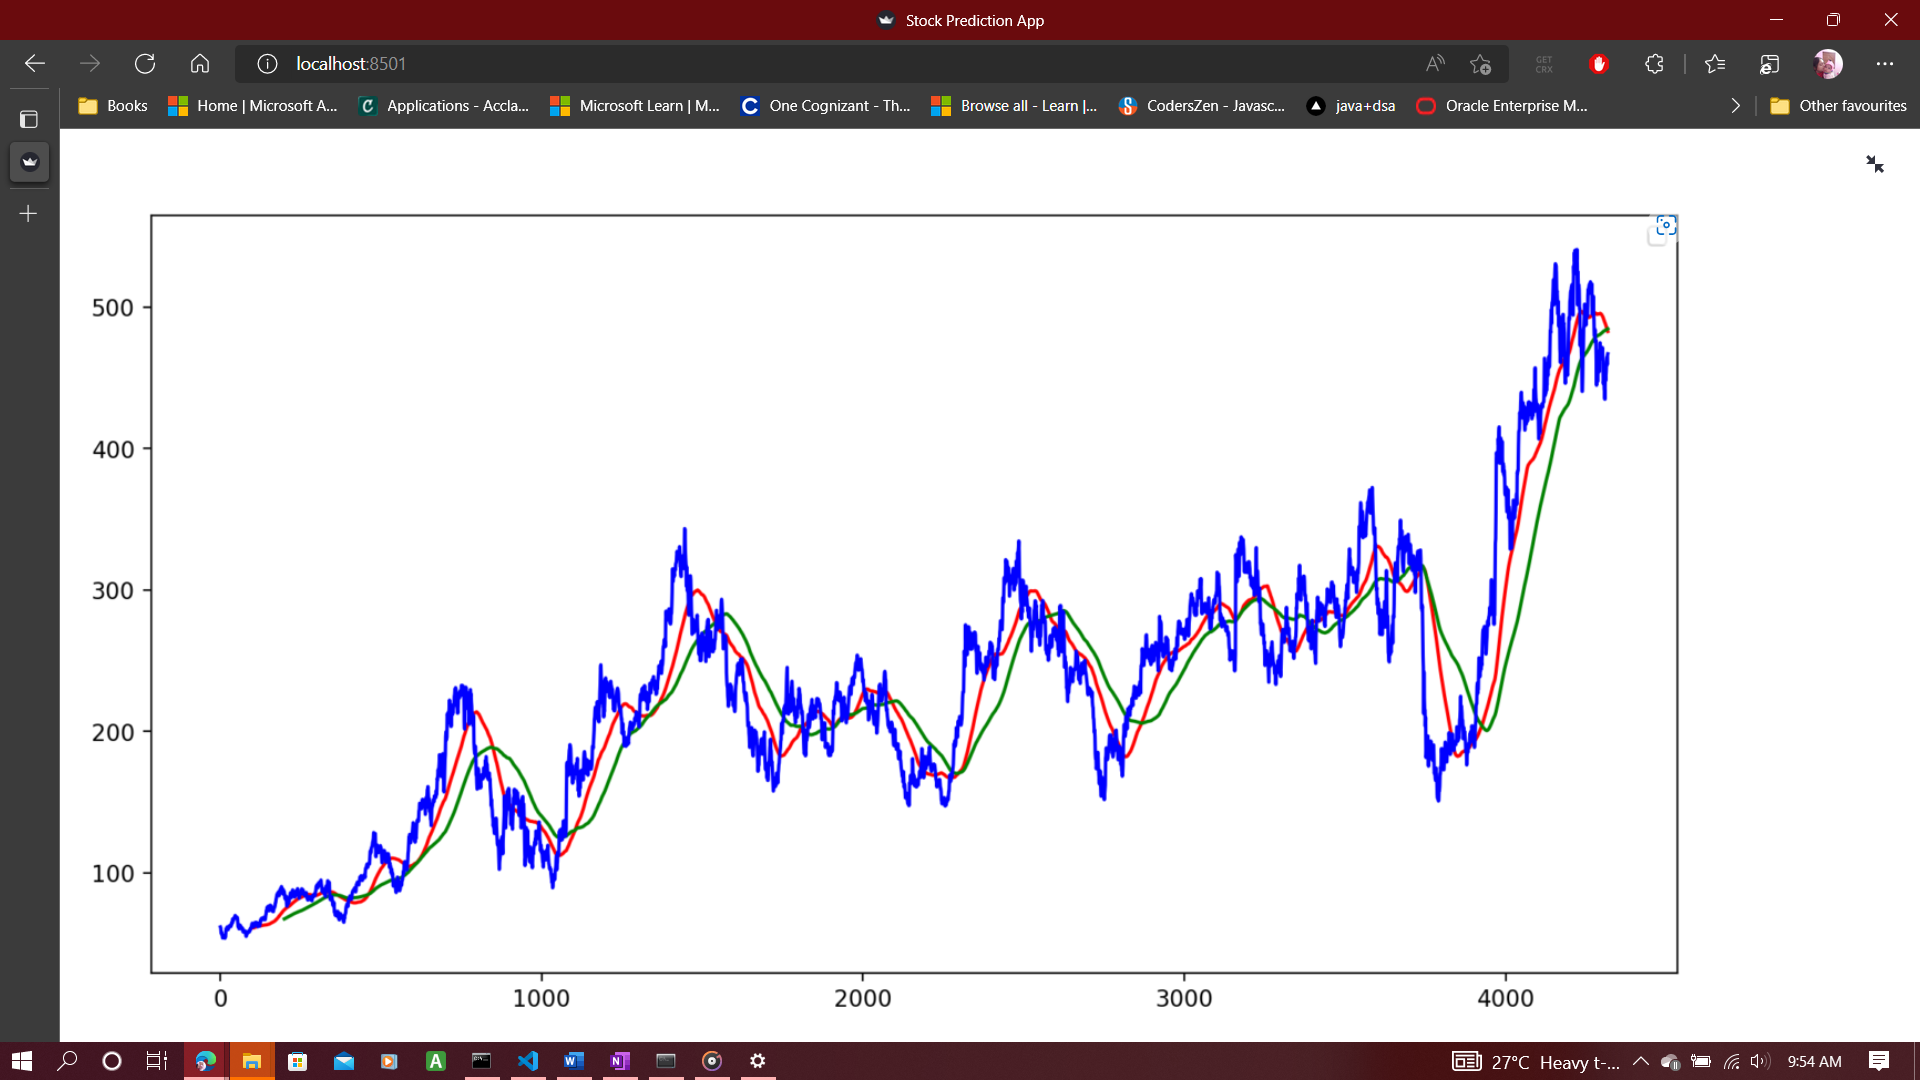 Stock Prediction App
localhost:8501
GET
CRX
Books
Home | Microsoft A...
Applications - Accla...
Microsoft Learn | M...
One Cognizant - Th...
Browse all - Learn |...
CodersZen - Javasc...
java+dsa
Oracle Enterprise M...
Other favourites
500
400
300
200
100
0
1000
2000
3000
4000
27°C Heavy t-...
9:54 AM